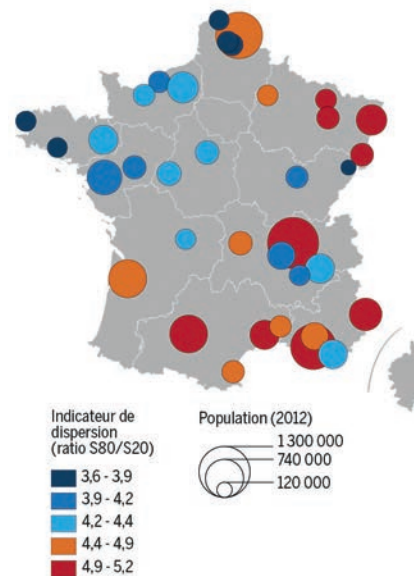 Indicateur de
dispersion
(ratio S80/S20)
3,6 - 3,9
3,9 - 4,2
4,2 - 4,4
4,4 - 4,9
4,9 - 5,2
Population (2012)
1 300 000
740 000
120 000